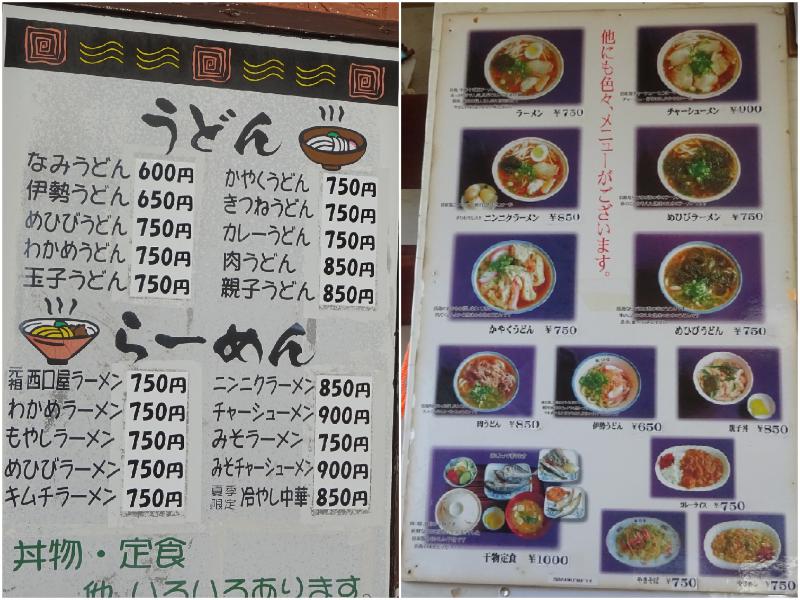 うどん
なみうどん 600円
伊勢うどん 650円
めひびうどん 750円
わかめうどん 750円
玉子うどん 750円
かやくうどん 750円
きつねうどん 750円
カレーうどん 750円
肉うどん 850円
親子うどん 850円
らーめん
元祖 西口屋ラーメン 750円
わかめラーメン 750円
もやしラーメン 750円
めひびラーメン 750円
キムチラーメン 750円
ニンニクラーメン 850円
チャーシューメン 900円
みそラーメン 750円
みそチャーシューメン 900円
夏季限定 冷やし中華 850円
丼物・定食
他いろいろあります。
他にも色々、メニューがございます。
ラーメン ¥750
チャーシューメン ¥900
ニンニクラーメン ¥850
めひびラーメン ¥750
かやくうどん ¥750
めひびうどん ¥750
肉うどん ¥850
伊勢うどん ¥650
親子丼 ¥850
カレーライス ¥750
干物定食 ¥1000
やきそば ¥750
¥750